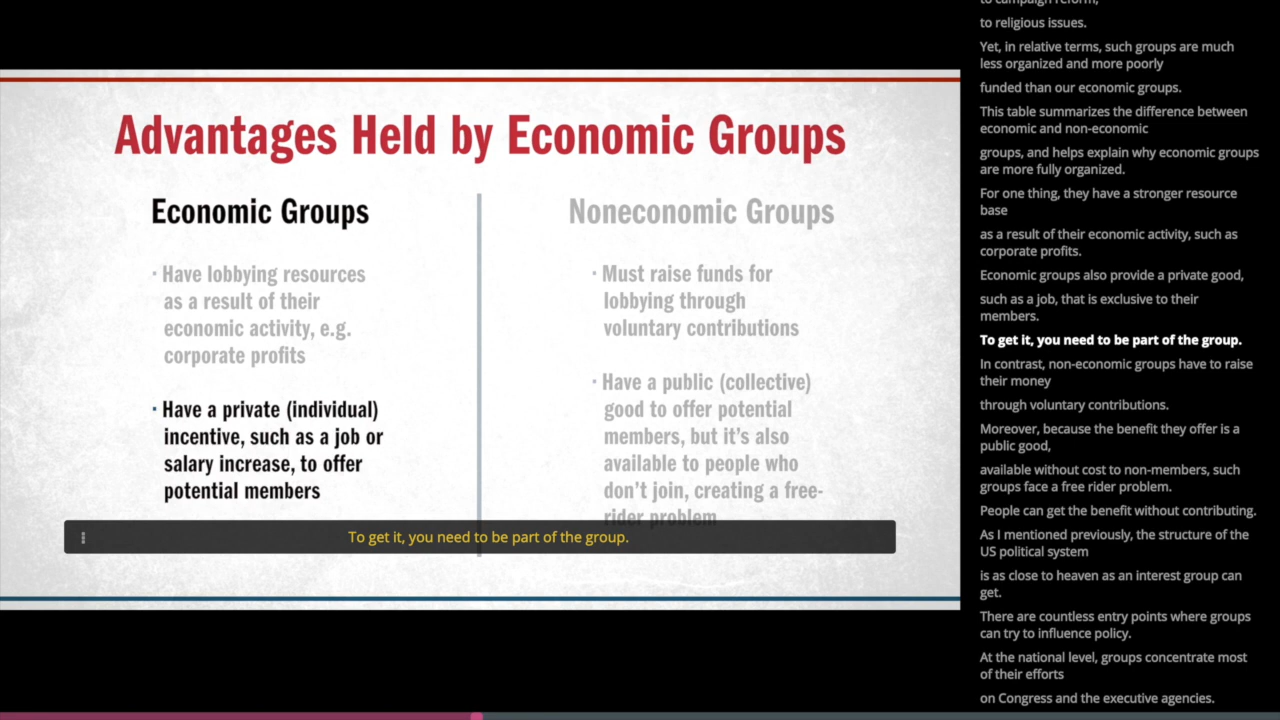 Advantages Held by Economic Groups
Economic Groups
· Have lobbying resources
as a result of their
economic activity, e.g.
corporate profits
· Have a private (individual)
incentive, such as a job or
salary increase, to offer
potential members
Noneconomic Groups
· Must raise funds for
lobbying through
voluntary contributions
· Have a public (collective)
good to offer potential
members, but it's also
available to people who
don't join, creating a free-
rider problem
To get it, you need to be part of the group.
to campaign reform,
to religious issues.
Yet, in relative terms, such groups are much
less organized and more poorly
funded than our economic groups.
This table summarizes the difference between
economic and non-economic
groups, and helps explain why economic groups
are more fully organized.
For one thing, they have a stronger resource
base
as a result of their economic activity, such as
corporate profits.
Economic groups also provide a private good,
such as a job, that is exclusive to their
members.
To get it, you need to be part of the group.
In contrast, non-economic groups have to raise
their money
through voluntary contributions.
Moreover, because the benefit they offer is a
public good,
available without cost to non-members, such
groups face a free rider problem.
People can get the benefit without contributing.
As I mentioned previously, the structure of the
US political system
is as close to heaven as an interest group can
get.
There are countless entry points where groups
can try to influence policy.
At the national level, groups concentrate most
of their efforts
on Congress and the executive agencies.